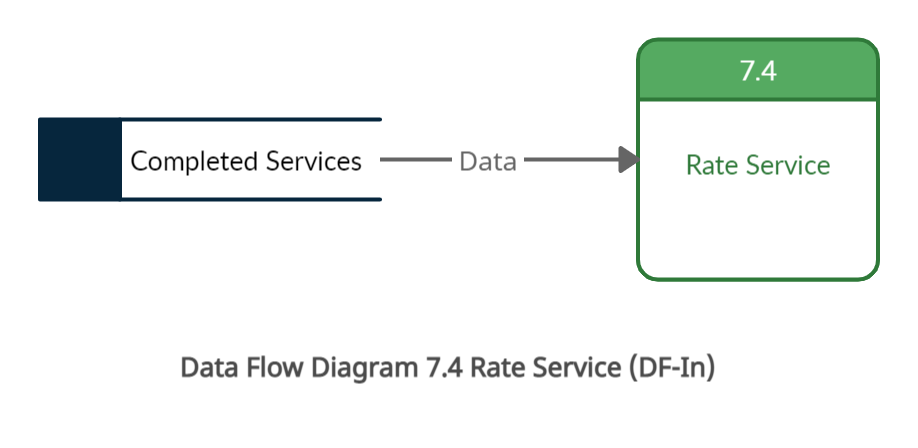 7.4
Completed Services
Data
Rate Service
Data Flow Diagram 7.4 Rate Service (DF-In)